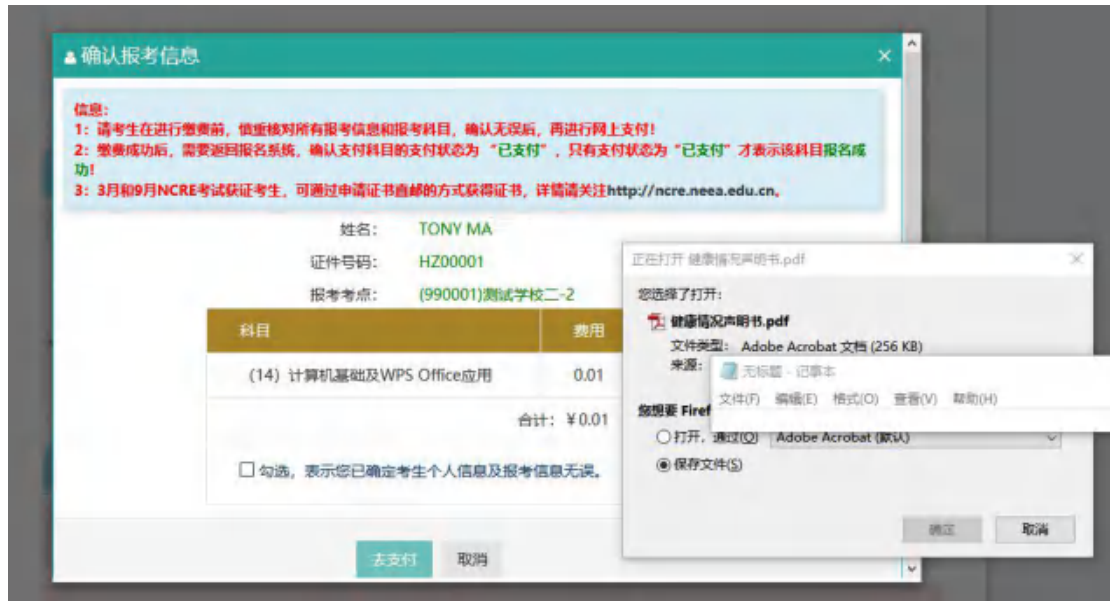 确认报考信息
×
信息:
1: 请考生在进行缴费前, 慎重核对所有报考信息和报考科目, 确认无误后, 再进行网上支付!
2: 缴费成功后, 需要返回报名系统, 确认支付科目的支付状态为 “已支付” , 只有支付状态为 “已支付” 才表示该科目报名成
功!
3: 3月和9月NCRE考试获证考生, 可通过申请证书直邮的方式获得证书, 详情请关注http://ncre.neea.edu.cn。
姓名: TONY MA
证件号码: HZ00001
报考考点: (990001)测试学校二-2
科目 费用
(14) 计算机基础及WPS Office应用 0.01
合计: ¥0.01
勾选, 表示您已确定考生个人信息及报考信息无误。
去支付 取消
正在打开 健康情况声明书.pdf
您选择了打开:
健康情况声明书.pdf
文件类型: Adobe Acrobat 文档 (256 KB)
来源:
无标题 - 记事本
文件(F) 编辑(E) 格式(O) 查看(V) 帮助(H)
您想要 Firef
打开, 通过(O) Adobe Acrobat (默认)
保存文件(S)
确定 取消